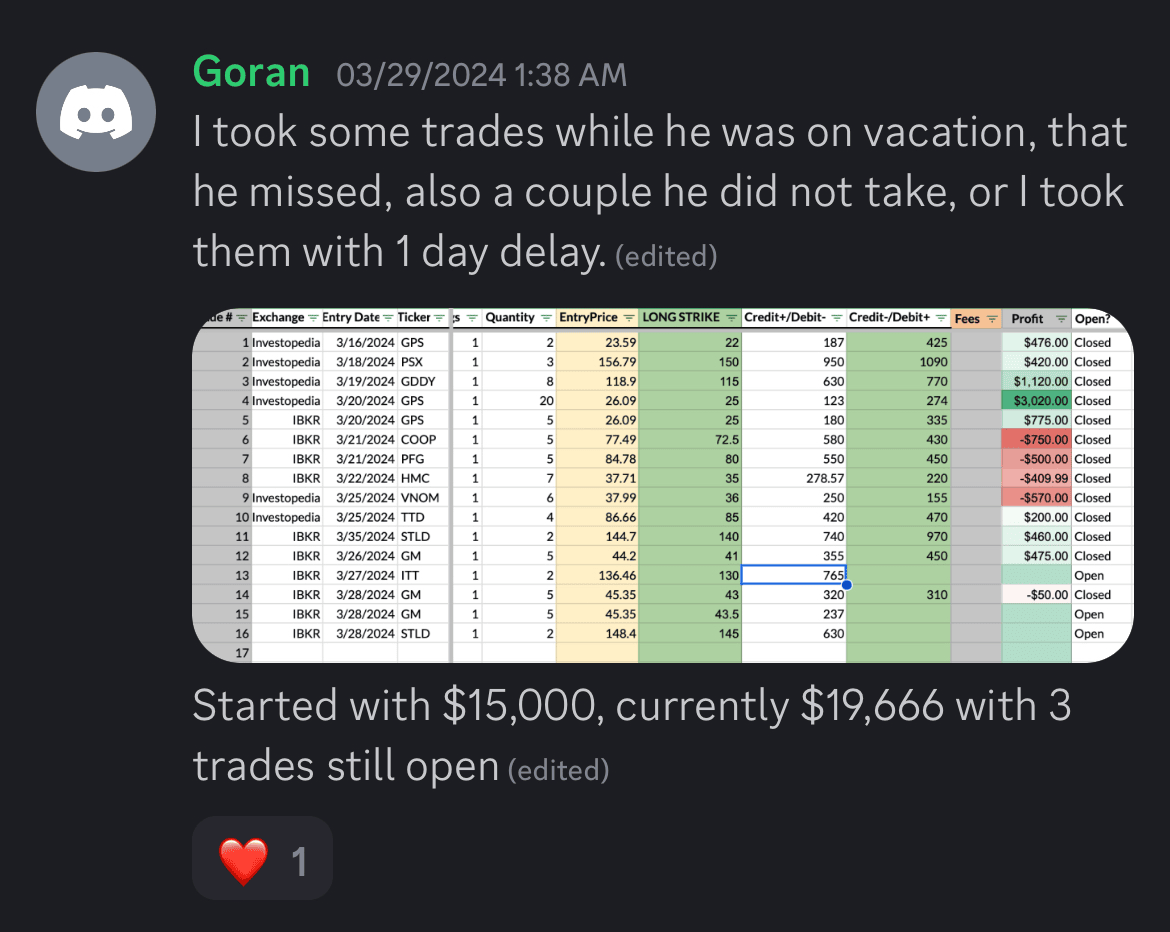 Goran 03/29/2024 1:38 AM
I took some trades while he was on vacation, that
he missed, also a couple he did not take, or I took
them with 1 day delay. (edited)
de # Exchange Entry Date Ticker s Quantity EntryPrice LONG STRIKE Credit+/Debit- Credit-/Debit+ Fees Profit Open?
1 Investopedia 3/16/2024 GPS 1 2 23.59 22 187 425 $476.00 Closed
2 Investopedia 3/18/2024 PSX 1 3 156.79 150 950 1090 $420.00 Closed
3 Investopedia 3/19/2024 GDDY 1 8 118.9 115 630 770 $1,120.00 Closed
4 Investopedia 3/20/2024 GPS 1 20 26.09 25 123 274 $3,020.00 Closed
5 IBKR 3/20/2024 GPS 1 5 26.09 25 180 335 $775.00 Closed
6 IBKR 3/21/2024 COOP 1 5 77.49 72.5 580 430 -$750.00 Closed
7 IBKR 3/21/2024 PFG 1 5 84.78 80 550 450 -$500.00 Closed
8 IBKR 3/22/2024 HMC 1 7 37.71 35 278.57 220 -$409.99 Closed
9 Investopedia 3/25/2024 VNOM 1 6 37.99 36 250 155 -$570.00 Closed
10 Investopedia 3/25/2024 TTD 1 4 86.66 85 420 470 $200.00 Closed
11 IBKR 3/35/2024 STLD 1 2 144.7 140 740 970 $460.00 Closed
12 IBKR 3/26/2024 GM 1 5 44.2 41 355 450 $475.00 Closed
13 IBKR 3/27/2024 ITT 1 2 136.46 130 765 Open
14 IBKR 3/28/2024 GM 1 5 45.35 43 320 310 -$50.00 Closed
15 IBKR 3/28/2024 GM 1 5 45.35 43.5 237 Open
16 IBKR 3/28/2024 STLD 1 2 148.4 145 630 Open
17
Started with $15,000, currently $19,666 with 3
trades still open (edited)
1